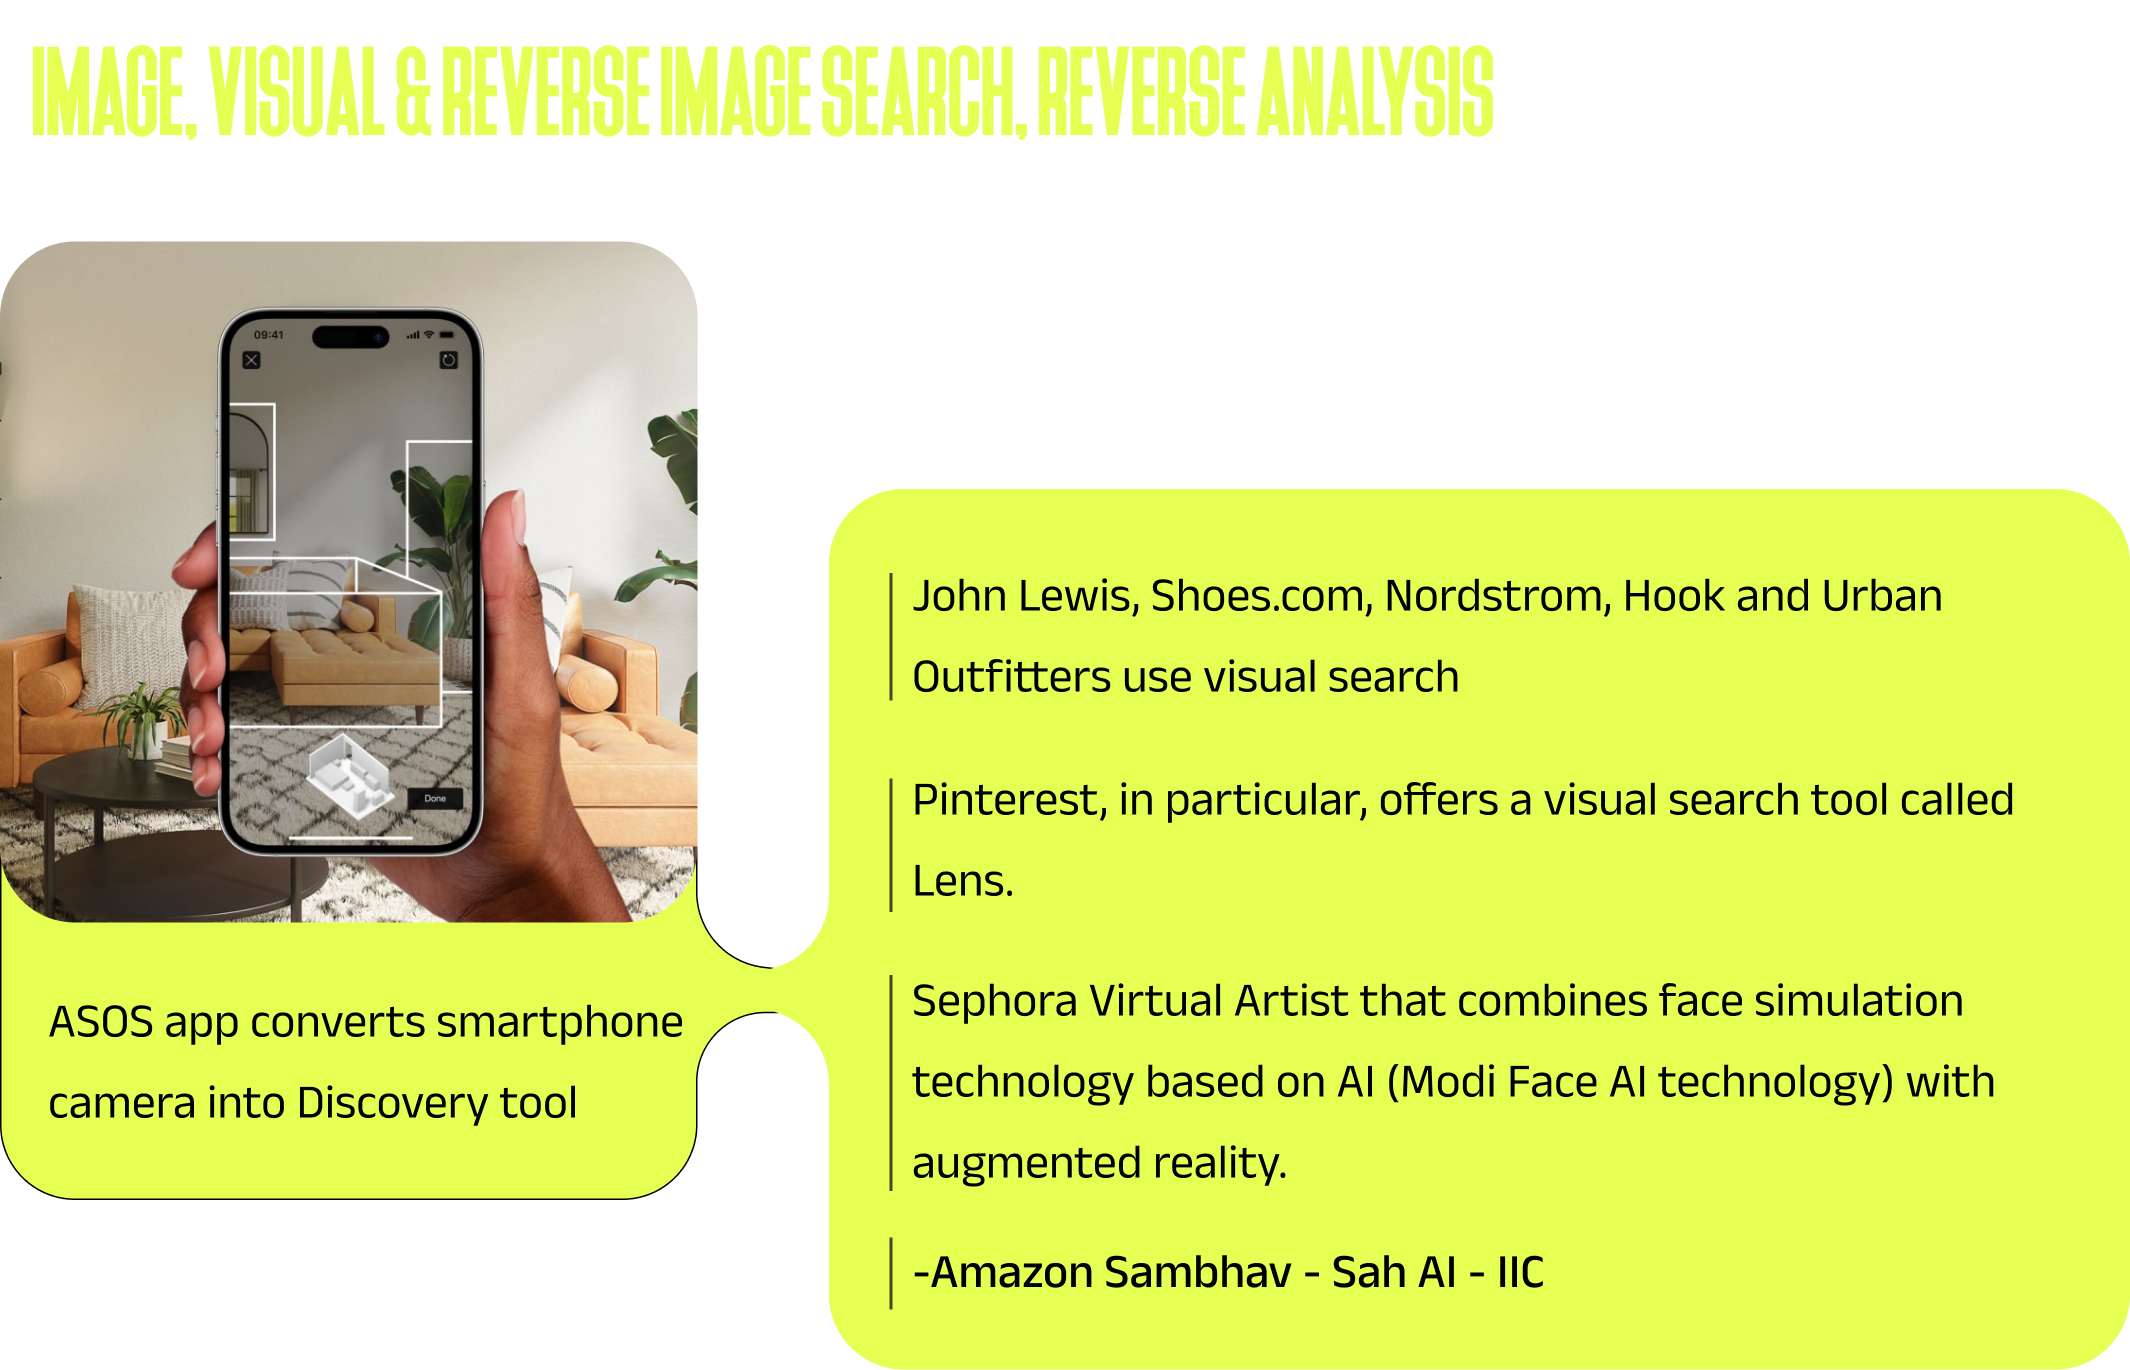 IMAGE, VISUAL & REVERSE IMAGE SEARCH, REVERSE ANALYSIS
09:41
Done
ASOS app converts smartphone
camera into Discovery tool
John Lewis, Shoes.com, Nordstrom, Hook and Urban
Outfitters use visual search
Pinterest, in particular, offers a visual search tool called
Lens.
Sephora Virtual Artist that combines face simulation
technology based on AI (Modi Face AI technology) with
augmented reality.
-Amazon Sambhav - Sah AI - IIC